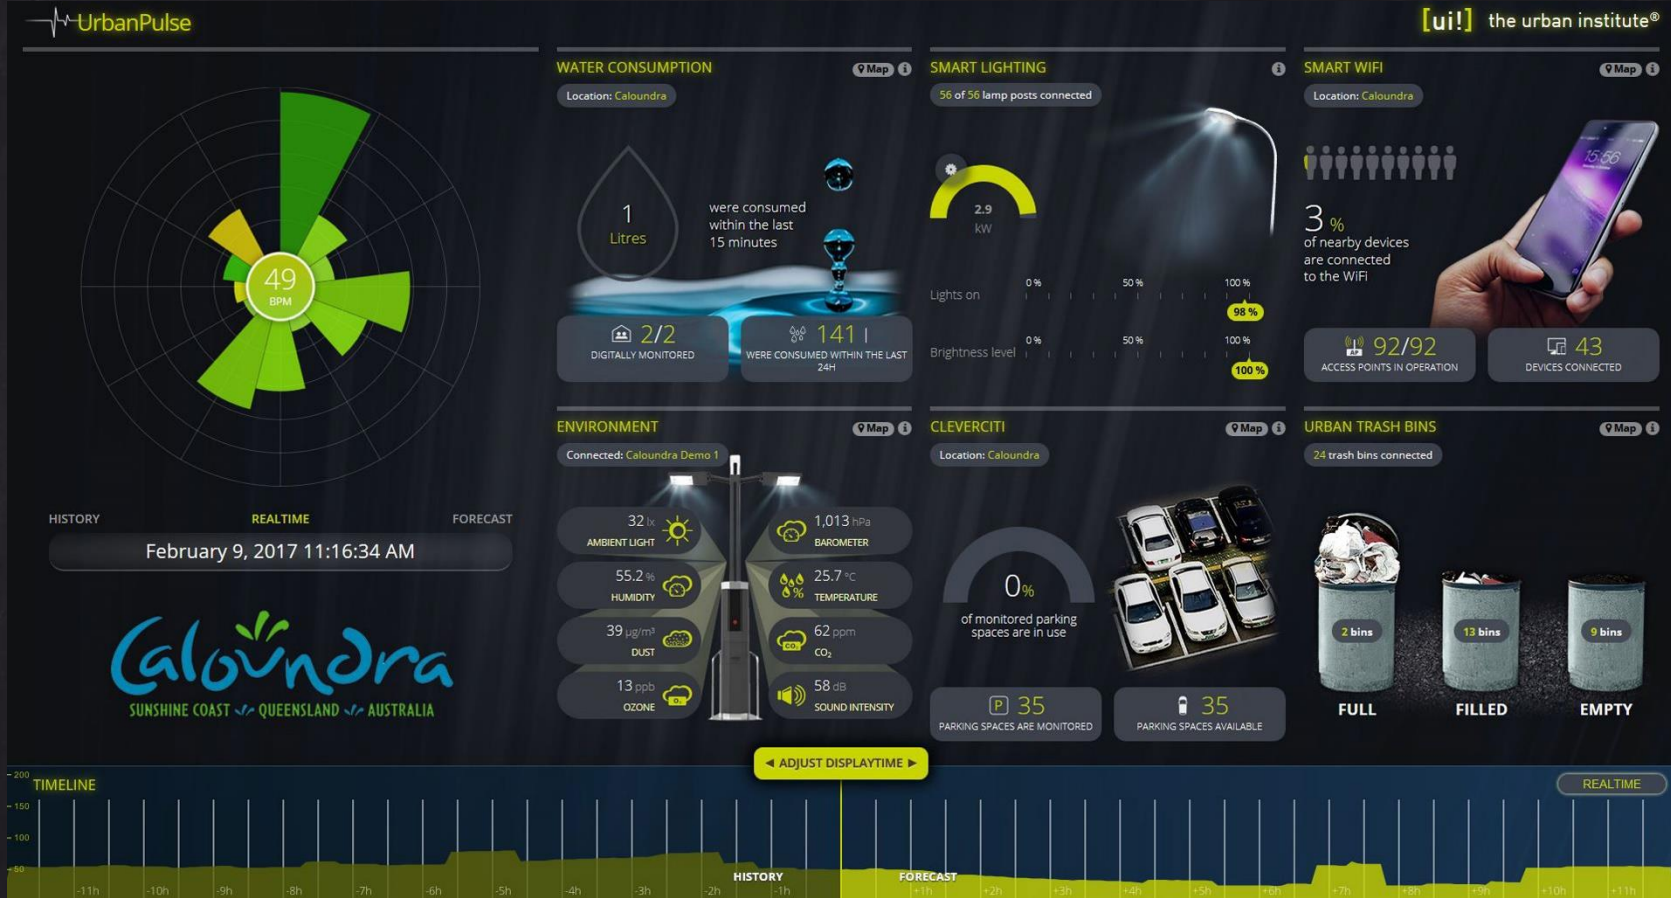 UrbanPulse
[ui!] the urban institute®
49
BPM
HISTORY
REALTIME
FORECAST
February 9, 2017 11:16:34 AM
Caloundra
SUNSHINE COAST QUEENSLAND AUSTRALIA
WATER CONSUMPTION
Map
i
Location: Caloundra
1
Litres
were consumed
within the last
15 minutes
2/2
DIGITALLY MONITORED
141 l
WERE CONSUMED WITHIN THE LAST
24H
SMART LIGHTING
i
56 of 56 lamp posts connected
2.9
kW
0 % 50 % 100 %
Lights on
98 %
0 % 50 % 100 %
Brightness level
100 %
SMART WIFI
Map
i
Location: Caloundra
15:56
3 %
of nearby devices
are connected
to the WiFi
AP
92/92
ACCESS POINTS IN OPERATION
43
DEVICES CONNECTED
ENVIRONMENT
Map
i
Connected: Caloundra Demo 1
32 lx
AMBIENT LIGHT
1,013 hPa
BAROMETER
55.2 %
HUMIDITY
25.7 °C
TEMPERATURE
39 µg/m³
DUST
62 ppm
CO₂
13 ppb
OZONE
58 dB
SOUND INTENSITY
CLEVERCITI
Map
i
Location: Caloundra
0%
of monitored parking
spaces are in use
P
35
PARKING SPACES ARE MONITORED
35
PARKING SPACES AVAILABLE
URBAN TRASH BINS
Map
i
24 trash bins connected
2 bins
13 bins
9 bins
FULL
FILLED
EMPTY
◄ ADJUST DISPLAYTIME ►
TIMELINE
REALTIME
200
150
100
50
HISTORY
FORECAST
-11h -10h -9h -8h -7h -6h -5h -4h -3h -2h -1h +1h +2h +3h +4h +5h +6h +7h +8h +9h +10h +11h